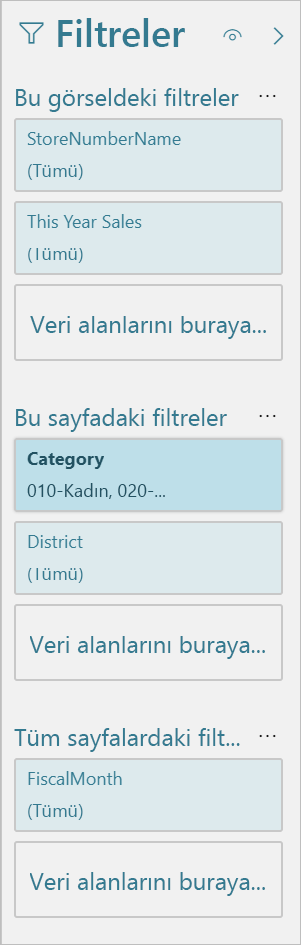 Filtreler
Bu görseldeki filtreler ...
StoreNumberName
(Tümü)
This Year Sales
(Tümü)
Veri alanlarını buraya...
Bu sayfadaki filtreler ...
Category
010-Kadın, 020-...
District
(Tümü)
Veri alanlarını buraya...
Tüm sayfalardaki filt... ...
FiscalMonth
(Tümü)
Veri alanlarını buraya...